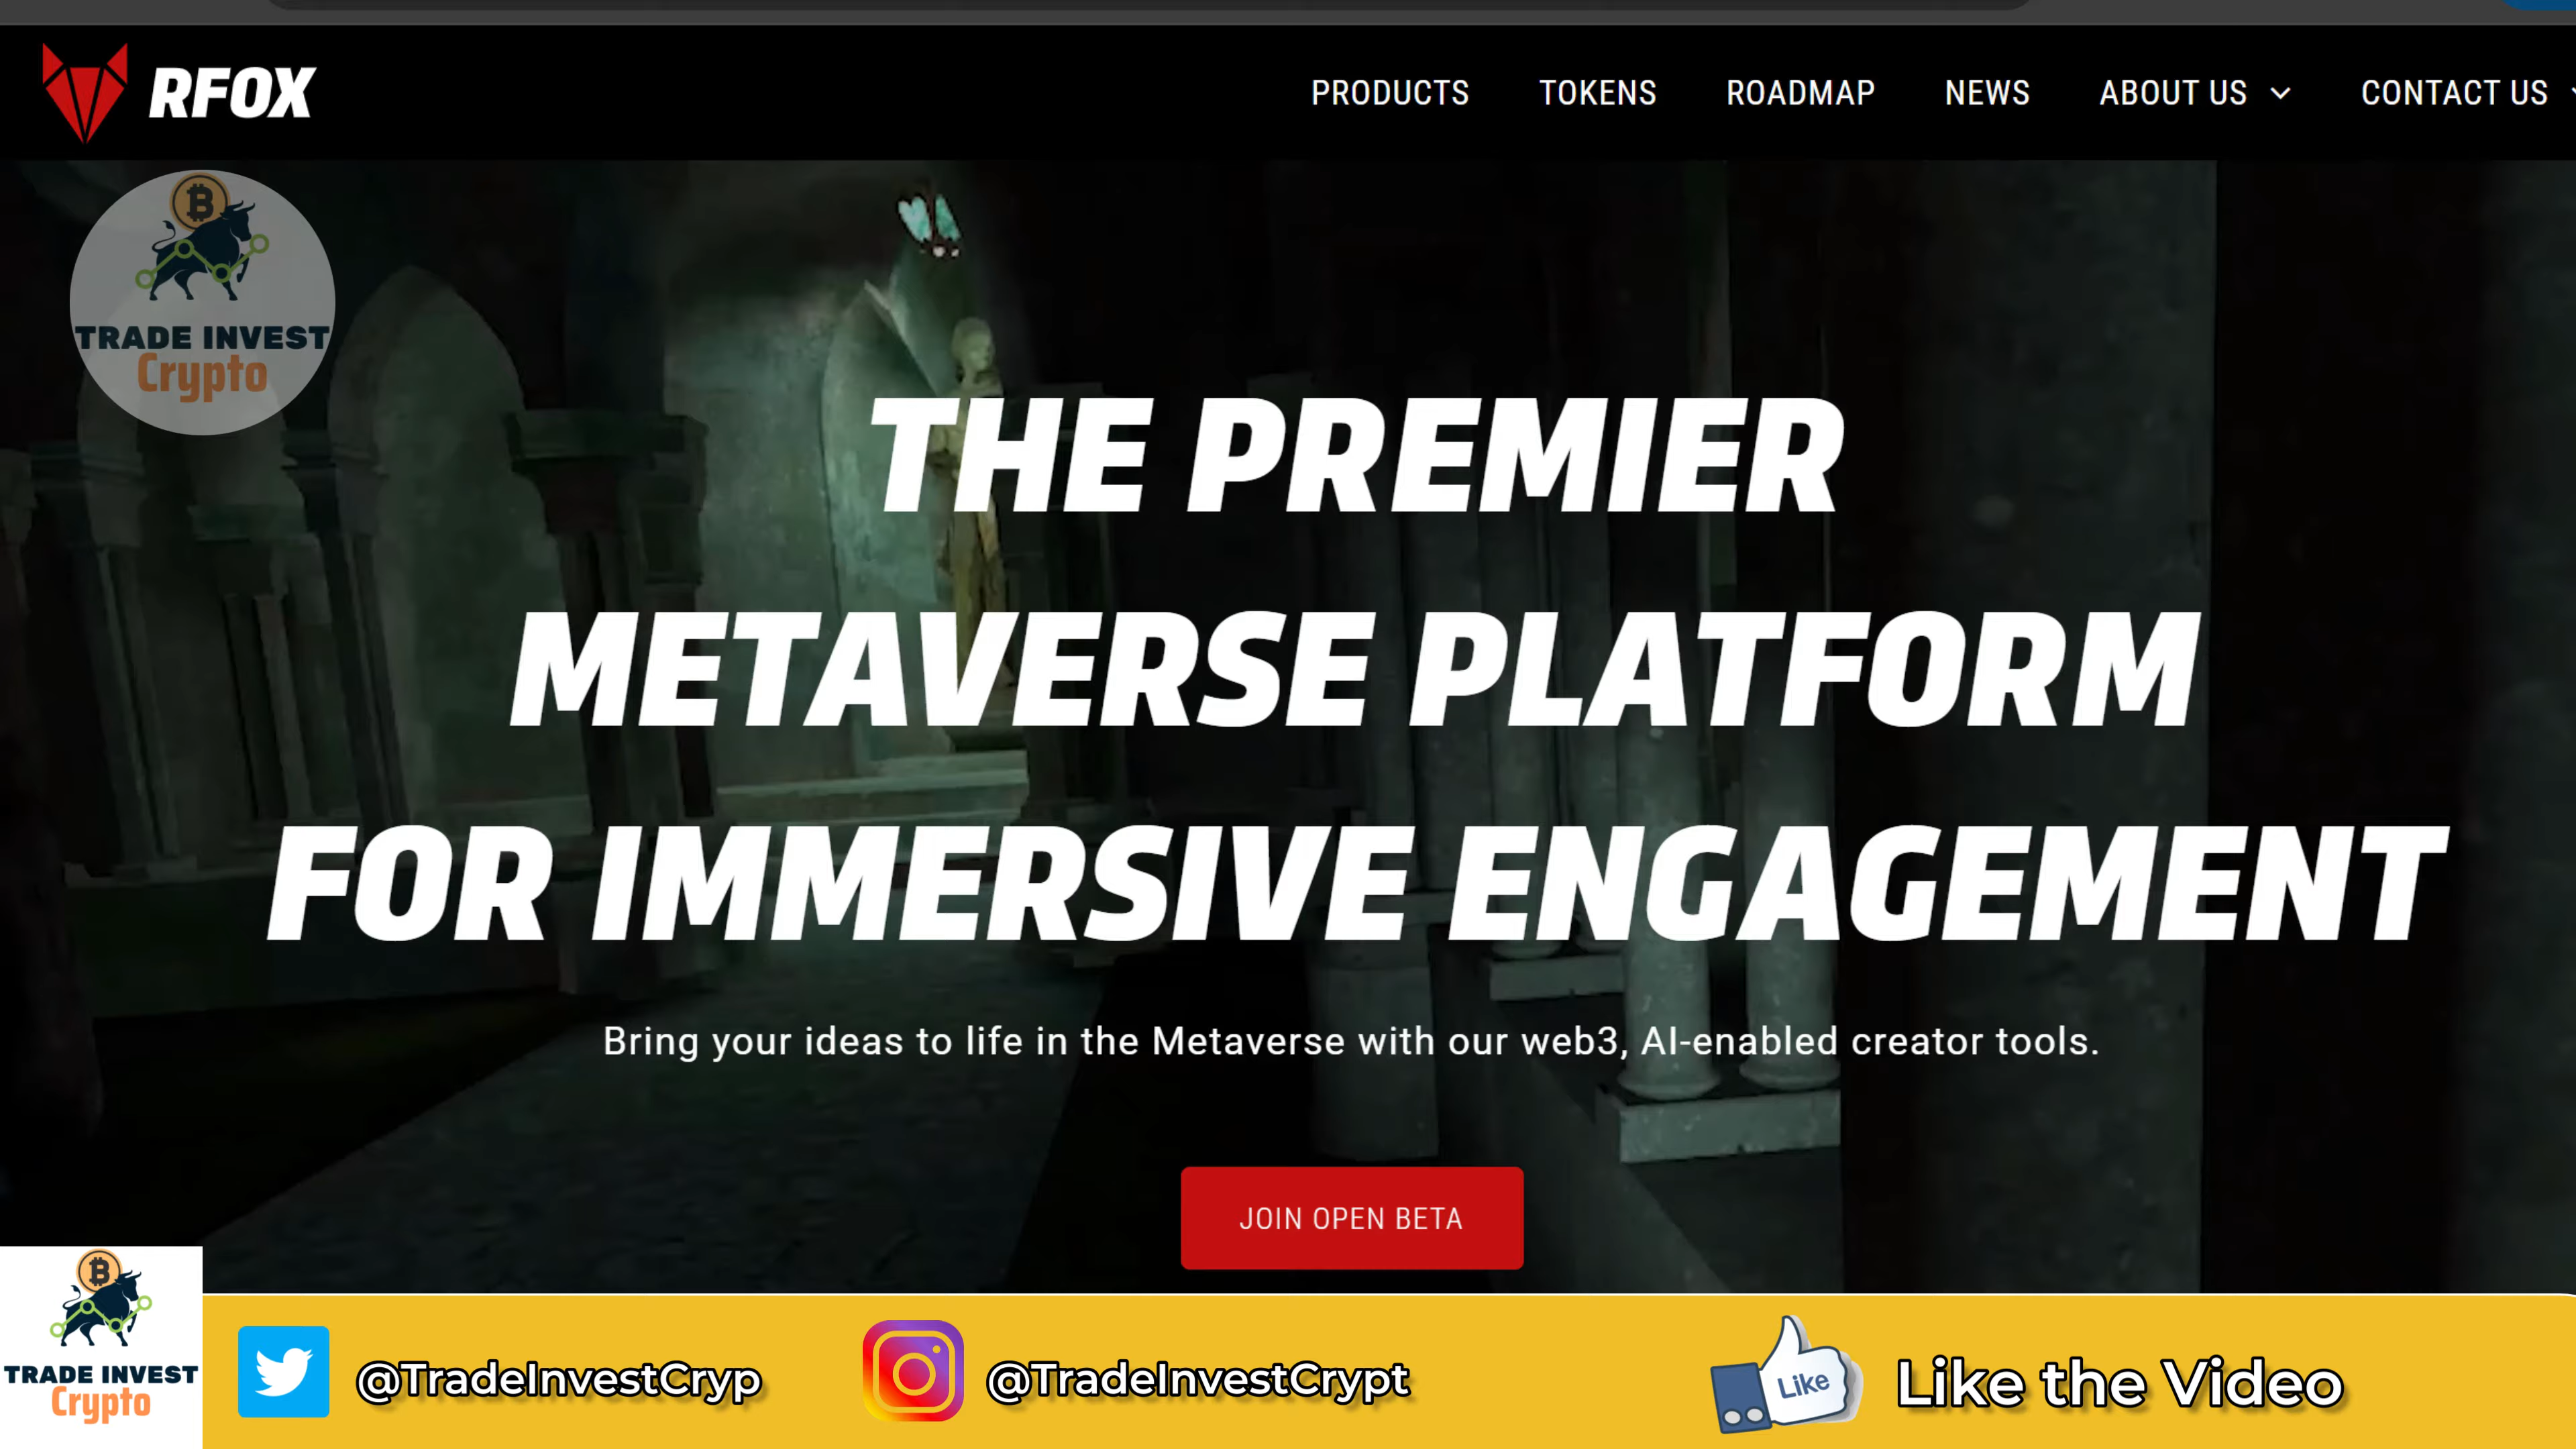 RFOX
PRODUCTS TOKENS ROADMAP NEWS ABOUT US CONTACT US
B
TRADE INVEST
Crypto
THE PREMIER
METAVERSE PLATFORM
FOR IMMERSIVE ENGAGEMENT
Bring your ideas to life in the Metaverse with our web3, AI-enabled creator tools.
JOIN OPEN BETA
B
TRADE INVEST
Crypto
@TradeInvestCryp
@TradeInvestCrypt
Like
Like the Video